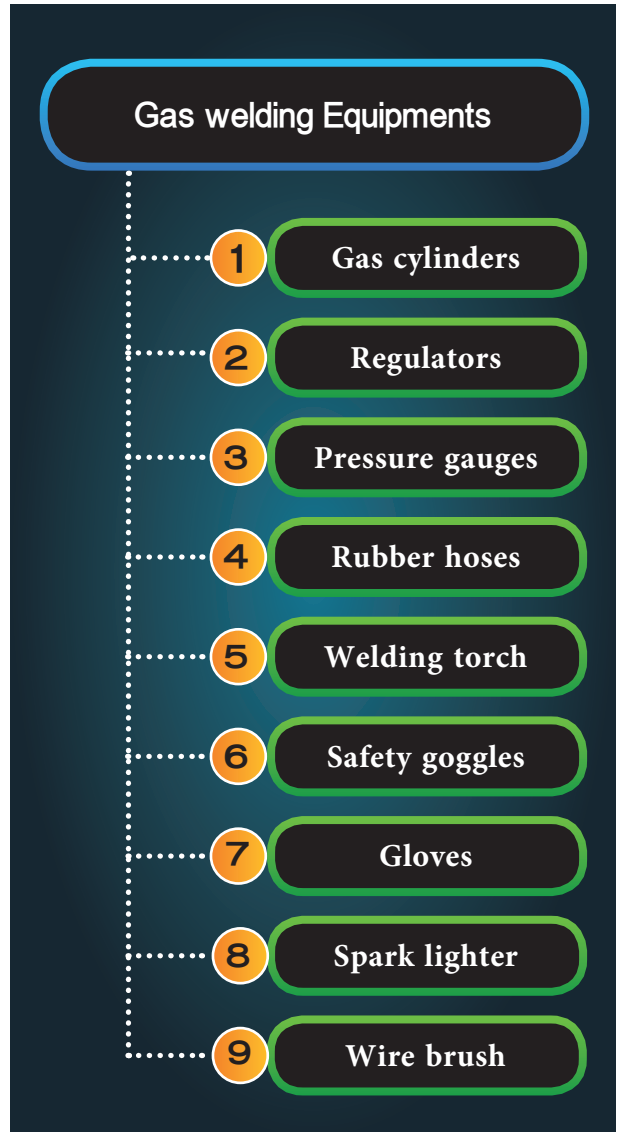 Gas welding Equipments
1 Gas cylinders
2 Regulators
3 Pressure gauges
4 Rubber hoses
5 Welding torch
6 Safety goggles
7 Gloves
8 Spark lighter
9 Wire brush